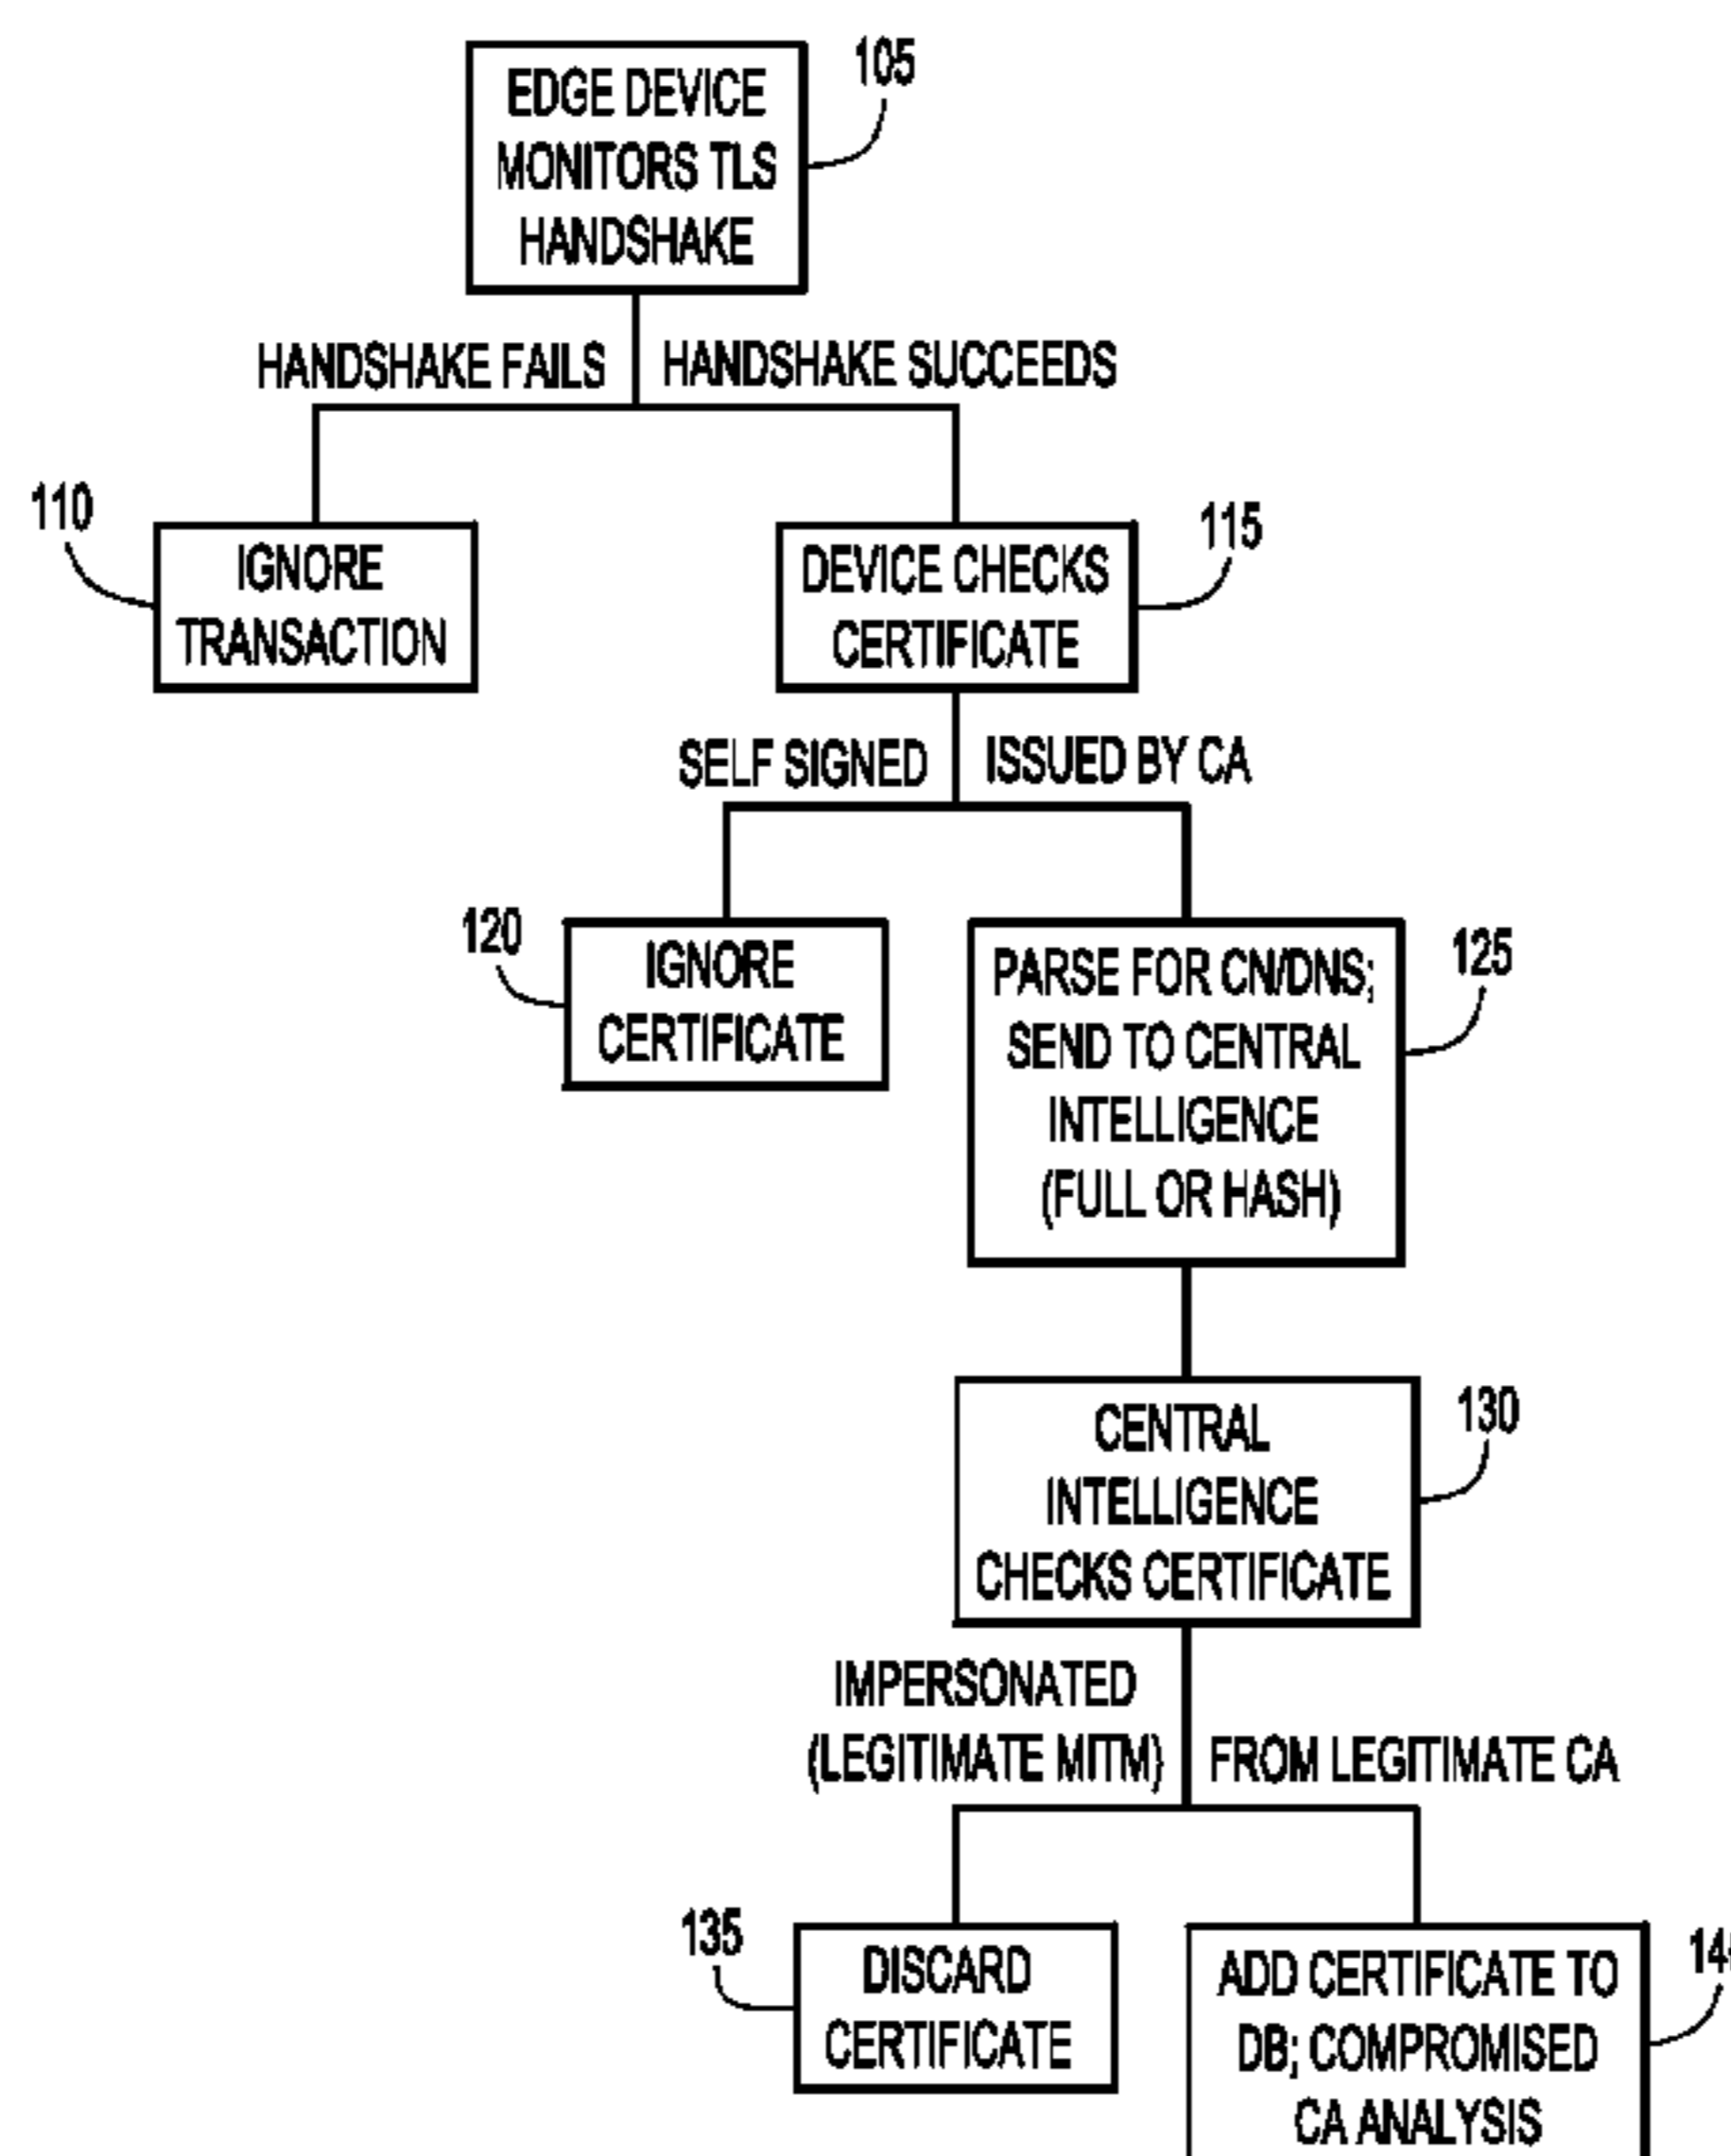 105
EDGE DEVICE
MONITORS TLS
HANDSHAKE
HANDSHAKE FAILS
HANDSHAKE SUCCEEDS
110
IGNORE
TRANSACTION
115
DEVICE CHECKS
CERTIFICATE
SELF SIGNED
ISSUED BY CA
120
IGNORE
CERTIFICATE
125
PARSE FOR CN/DNS;
SEND TO CENTRAL
INTELLIGENCE
(FULL OR HASH)
130
CENTRAL
INTELLIGENCE
CHECKS CERTIFICATE
IMPERSONATED
(LEGITIMATE MITM)
FROM LEGITIMATE CA
135
DISCARD
CERTIFICATE
ADD CERTIFICATE TO
DB; COMPROMISED
CA ANALYSIS